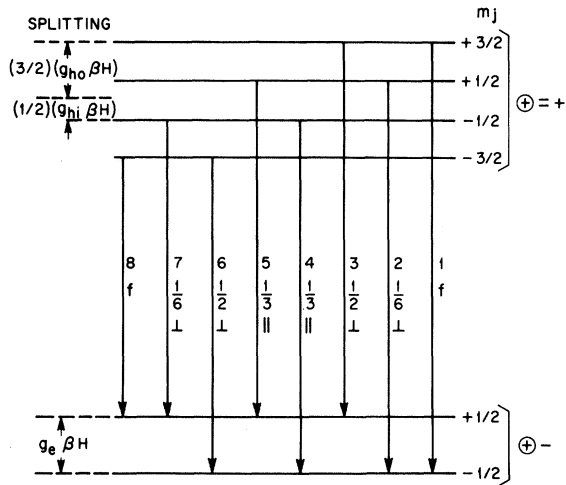 SPLITTING
mj
+ 3/2
(3/2)(gho βH)
+ 1/2
(1/2)(ghi βH)
- 1/2
⊕ = +
- 3/2
8 7 6 5 4 3 2 1
f 1/6 1/2 1/3 1/3 1/2 1/6 f
⊥ ⊥ || || ⊥ ⊥
+ 1/2
ge βH
⊕ -
- 1/2